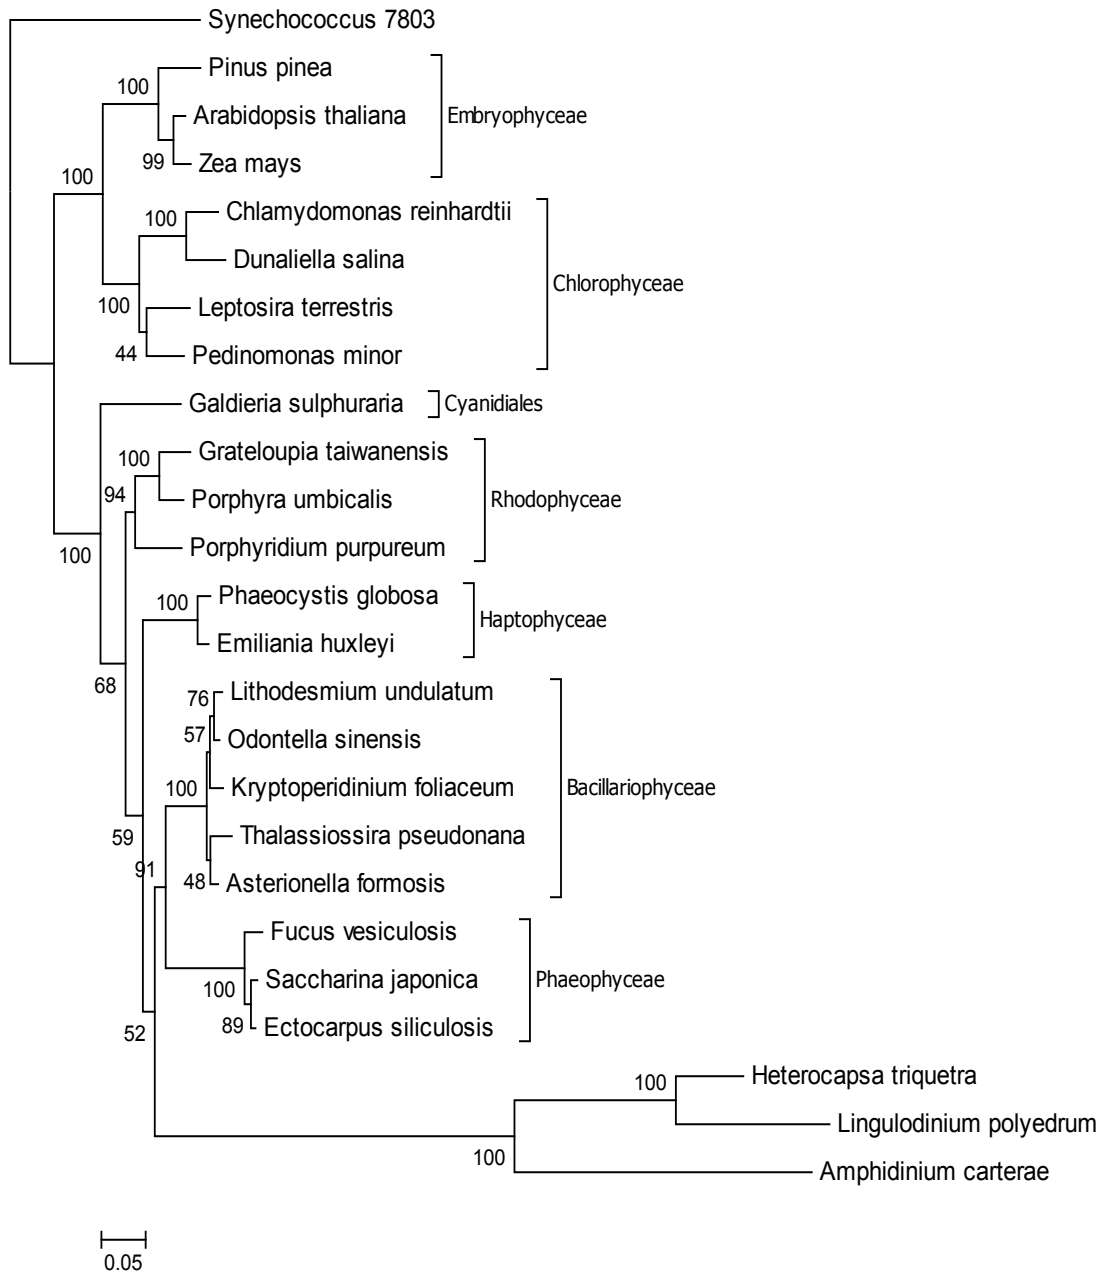 Synechococcus 7803
Pinus pinea
100
Arabidopsis thaliana
Embryophyceae
99
Zea mays
100
Chlamydomonas reinhardtii
100
Dunaliella salina
Chlorophyceae
100
Leptosira terrestris
44
Pedinomonas minor
Galdieria sulphuraria
Cyanidiales
Grateloupia taiwanensis
100
94
Porphyra umbicalis
Rhodophyceae
Porphyridium purpureum
100
Phaeocystis globosa
100
Haptophyceae
Emiliania huxleyi
68
Lithodesmium undulatum
76
57
Odontella sinensis
100
Kryptoperidinium foliaceum
Bacillariophyceae
59
Thalassiossira pseudonana
91
48
Asterionella formosis
Fucus vesiculosis
Saccharina japonica
Phaeophyceae
100
89
Ectocarpus siliculosis
52
Heterocapsa triquetra
100
Lingulodinium polyedrum
100
Amphidinium carterae
0.05